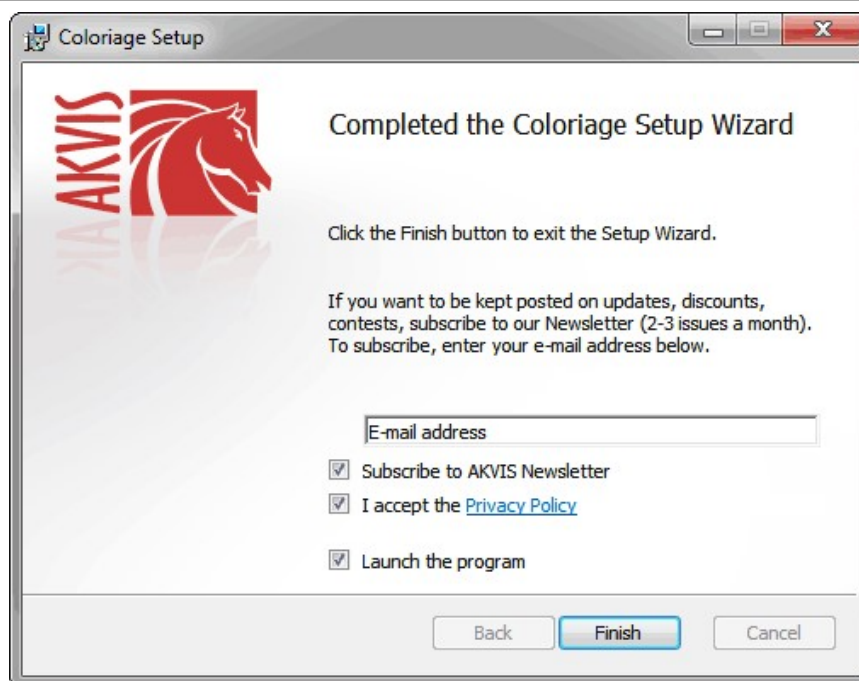 Coloriage Setup
AKVIS
Completed the Coloriage Setup Wizard
Click the Finish button to exit the Setup Wizard.
If you want to be kept posted on updates, discounts,
contests, subscribe to our Newsletter (2-3 issues a month).
To subscribe, enter your e-mail address below.
E-mail address
Subscribe to AKVIS Newsletter
I accept the Privacy Policy
Launch the program
Back Finish Cancel